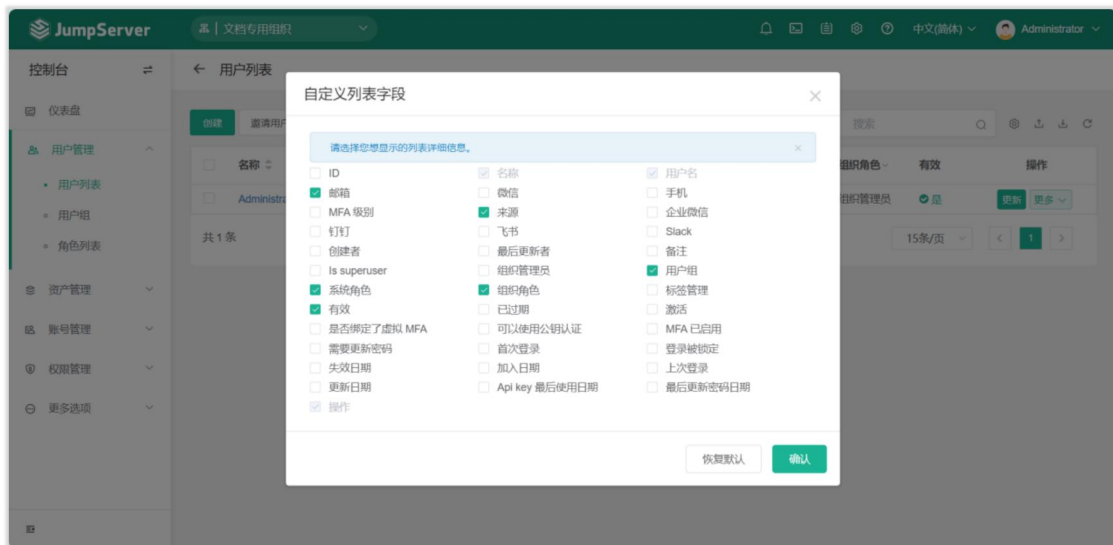 JumpServer 文档专用组织 中文(简体) Administrator
控制台 用户列表
仪表盘
用户管理
用户列表
用户组
角色列表
资产管理
账号管理
权限管理
更多选项
创建 邀请用户 搜索
名称 组织角色 有效 操作
Administra 组织管理员 是 更新 更多
共 1 条 15条/页 1
自定义列表字段
请选择您想显示的列表详细信息。
ID 名称 用户名
邮箱 微信 手机
MFA 级别 来源 企业微信
钉钉 飞书 Slack
创建者 最后更新者 备注
Is superuser 组织管理员 用户组
系统角色 组织角色 标签管理
有效 已过期 激活
是否绑定了虚拟 MFA 可以使用公钥认证 MFA 已启用
需要更新密码 首次登录 登录被锁定
失效日期 加入日期 上次登录
更新日期 Api key 最后使用日期 最后更新密码日期
操作
恢复默认 确认